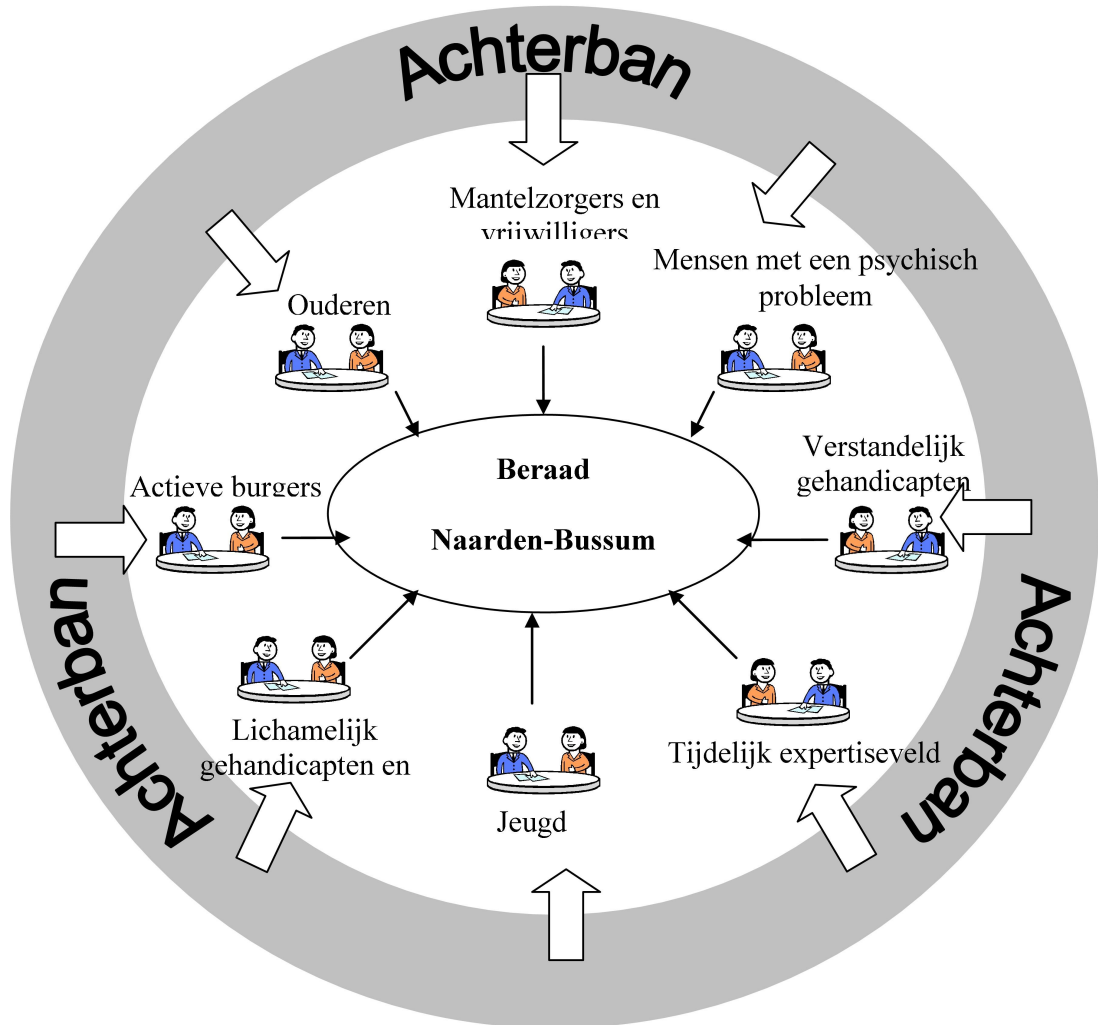 Achterban
Mantelzorgers en
vrijwilligers
Mensen met een psychisch
probleem
Ouderen
Verstandelijk
gehandicapten
Actieve burgers
Beraad
Naarden-Bussum
Achterban
Achterban
Lichamelijk
gehandicapten en
Tijdelijk expertiseveld
Jeugd